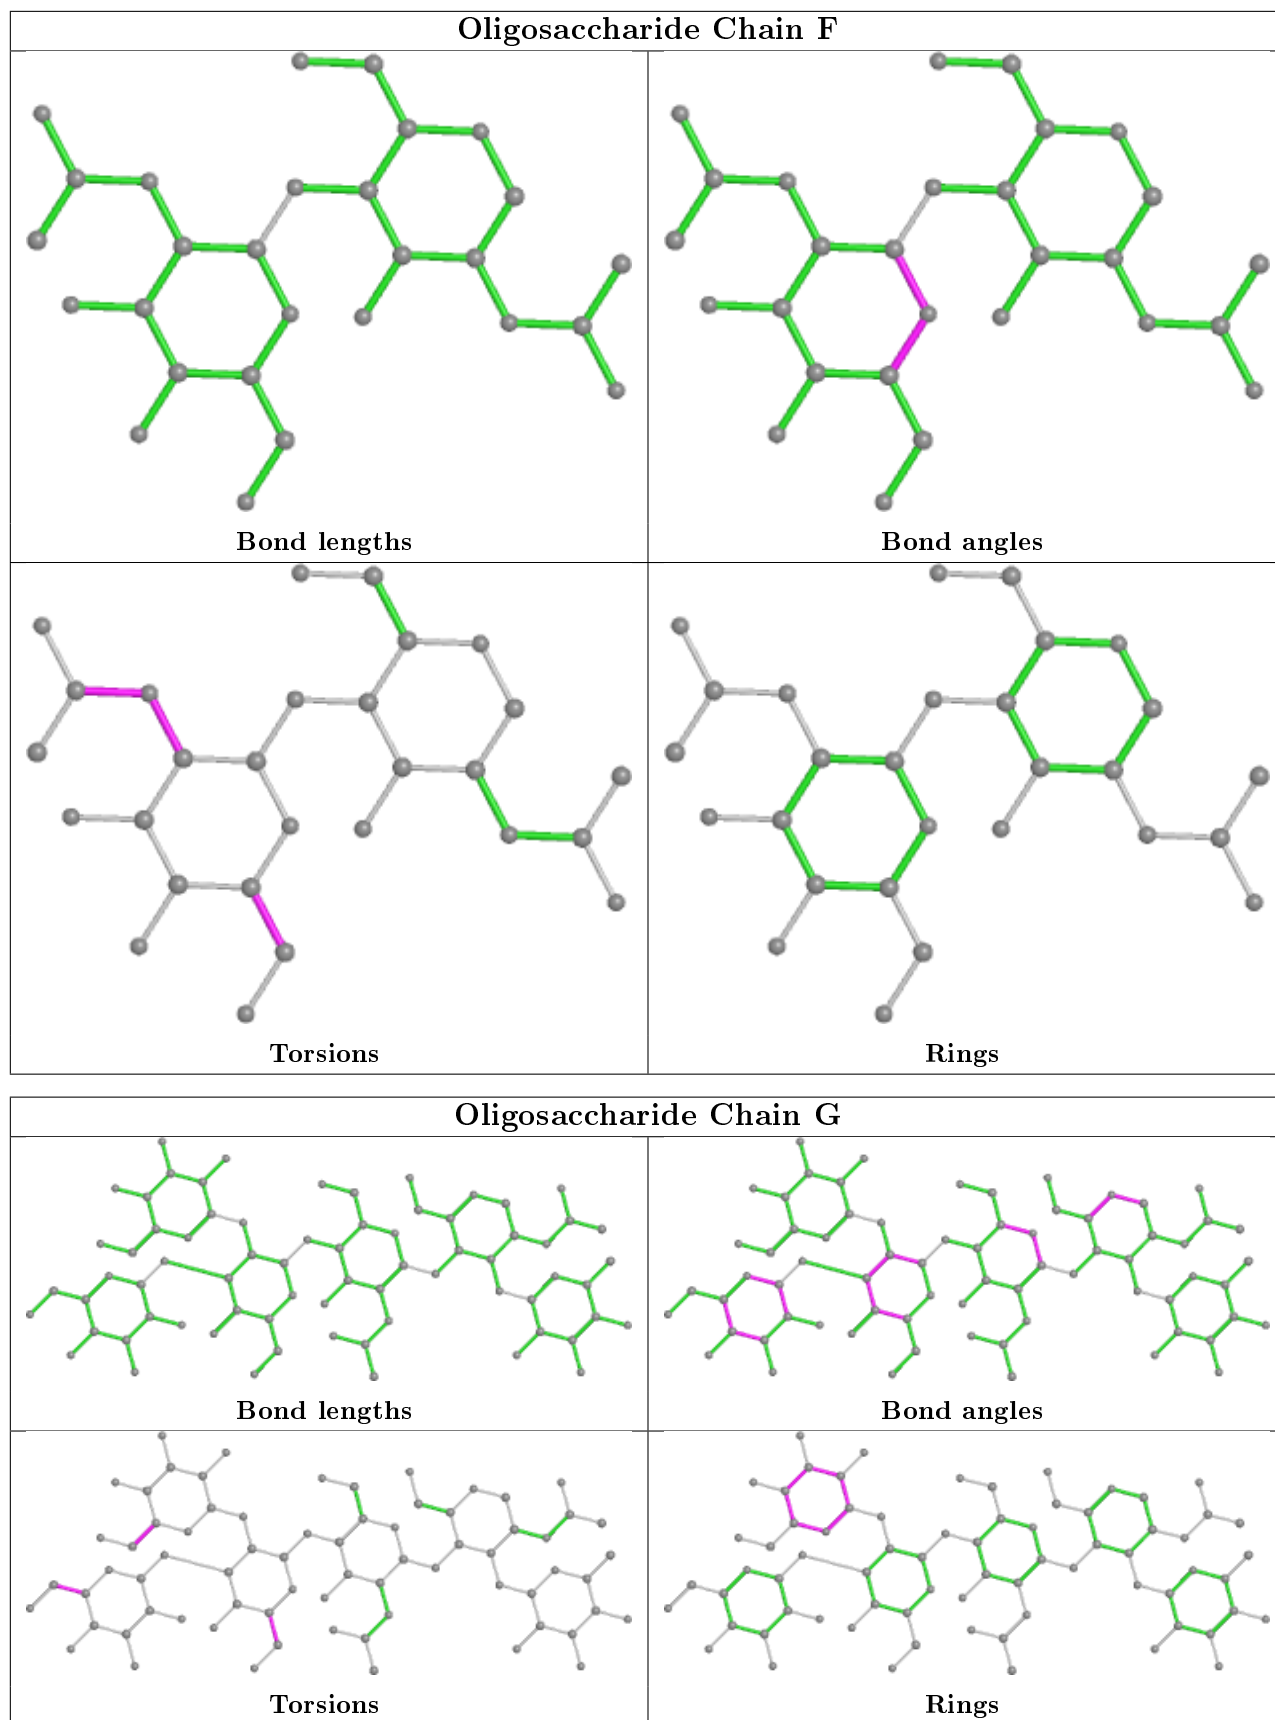 Oligosaccharide Chain F
Bond lengths
Bond angles
Torsions
Rings
Oligosaccharide Chain G
Bond lengths
Bond angles
Torsions
Rings